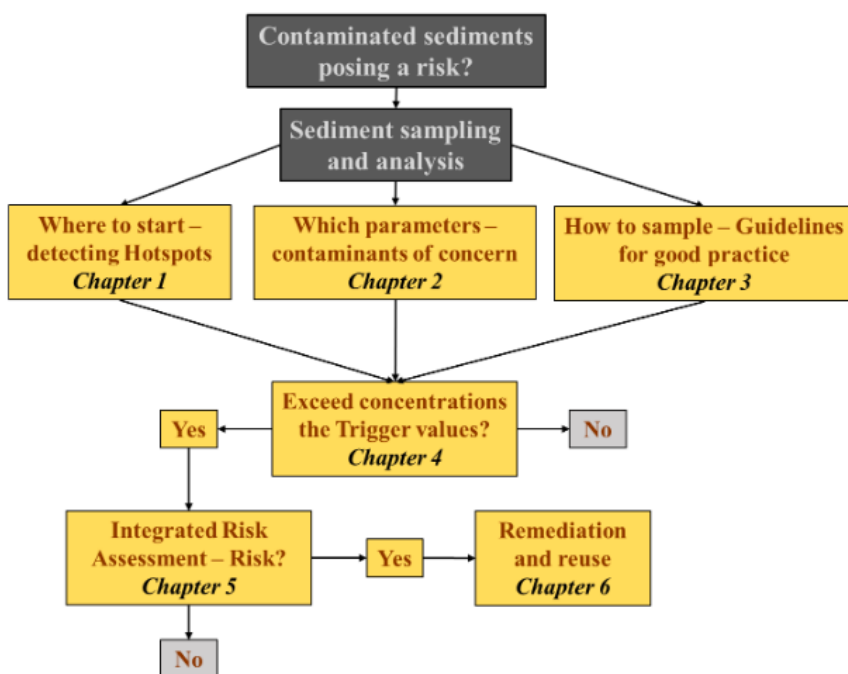 Contaminated sediments
posing a risk?
Sediment sampling
and analysis
Where to start –
detecting Hotspots
Chapter 1
Which parameters –
contaminants of concern
Chapter 2
How to sample – Guidelines
for good practice
Chapter 3
Exceed concentrations
the Trigger values?
Chapter 4
Yes
No
Integrated Risk
Assessment – Risk?
Chapter 5
Yes
Remediation
and reuse
Chapter 6
No